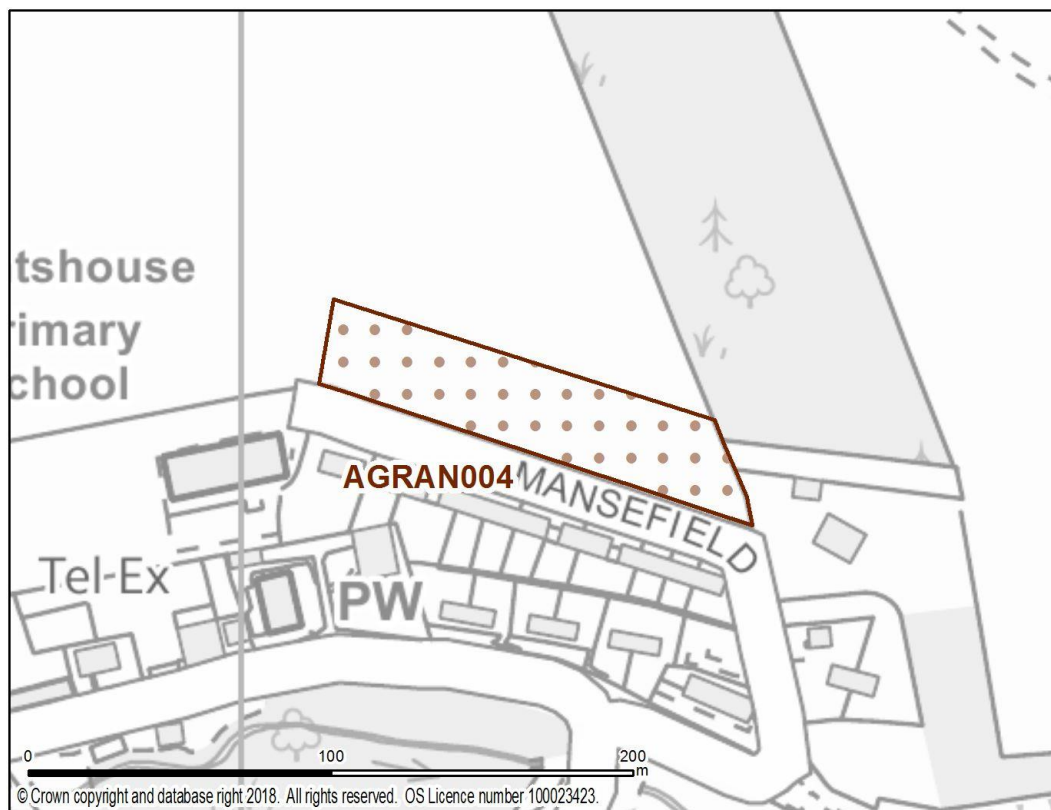 tshouse
rimary
chool
AGRAN004
MANSEFIELD
Tel-Ex
PW
0 100 200
m
© Crown copyright and database right 2018. All rights reserved. OS Licence number 100023423.